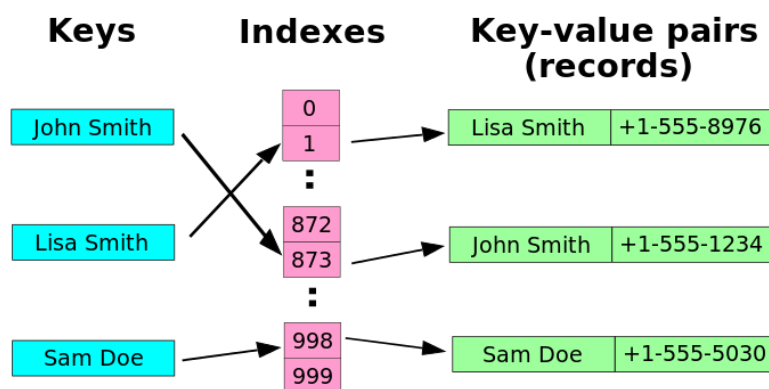 Keys
Indexes
Key-value pairs
(records)
John Smith
0
1
:
Lisa Smith +1-555-8976
Lisa Smith
872
873
:
John Smith +1-555-1234
Sam Doe
998
999
Sam Doe +1-555-5030